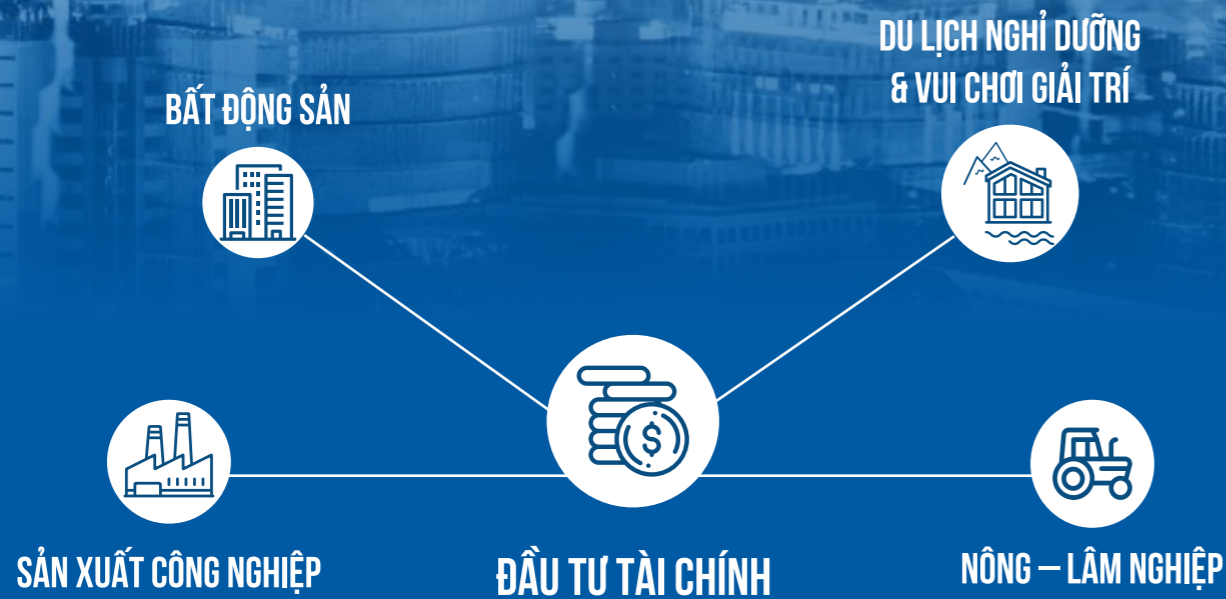 DU LỊCH NGHỈ DƯỠNG
& VUI CHƠI GIẢI TRÍ
BẤT ĐỘNG SẢN
$
SẢN XUẤT CÔNG NGHIỆP
ĐẦU TƯ TÀI CHÍNH
NÔNG – LÂM NGHIỆP